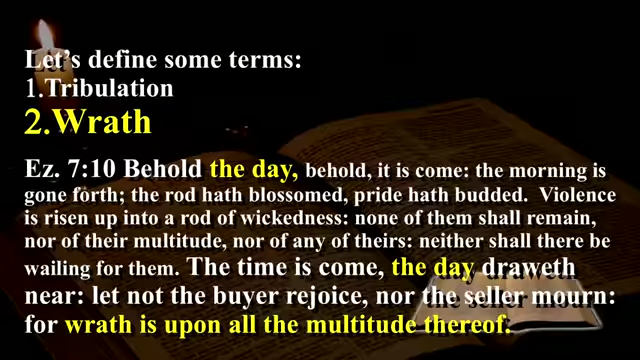 Let's define some terms:
1.Tribulation
2.Wrath
Ez. 7:10 Behold the day, behold, it is come: the morning is
gone forth; the rod hath blossomed, pride hath budded.  Violence
is risen up into a rod of wickedness: none of them shall remain,
nor of their multitude, nor of any of theirs: neither shall there be
wailing for them. The time is come, the day draweth
near: let not the buyer rejoice, nor the seller mourn:
for wrath is upon all the multitude thereof.